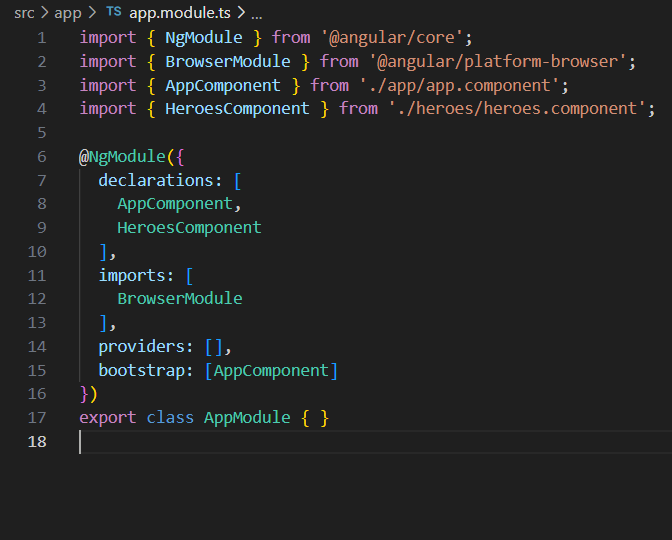 src > app > TS app.module.ts > ...
1 import { NgModule } from '@angular/core';
2 import { BrowserModule } from '@angular/platform-browser';
3 import { AppComponent } from './app/app.component';
4 import { HeroesComponent } from './heroes/heroes.component';
5
6 @NgModule({
7   declarations: [
8     AppComponent,
9     HeroesComponent
10   ],
11   imports: [
12     BrowserModule
13   ],
14   providers: [],
15   bootstrap: [AppComponent]
16 })
17 export class AppModule { }
18